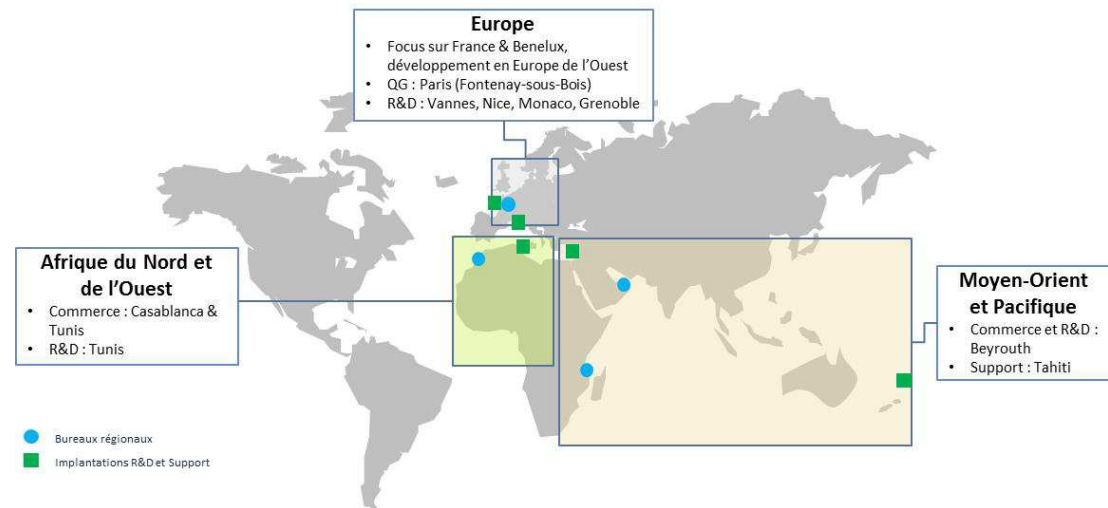 Europe
• Focus sur France & Benelux,
développement en Europe de l’Ouest
• QG : Paris (Fontenay-sous-Bois)
• R&D : Vannes, Nice, Monaco, Grenoble
Afrique du Nord et
de l’Ouest
• Commerce : Casablanca &
Tunis
• R&D : Tunis
Moyen-Orient
et Pacifique
• Commerce et R&D :
Beyrouth
• Support : Tahiti
Bureaux régionaux
Implantations R&D et Support